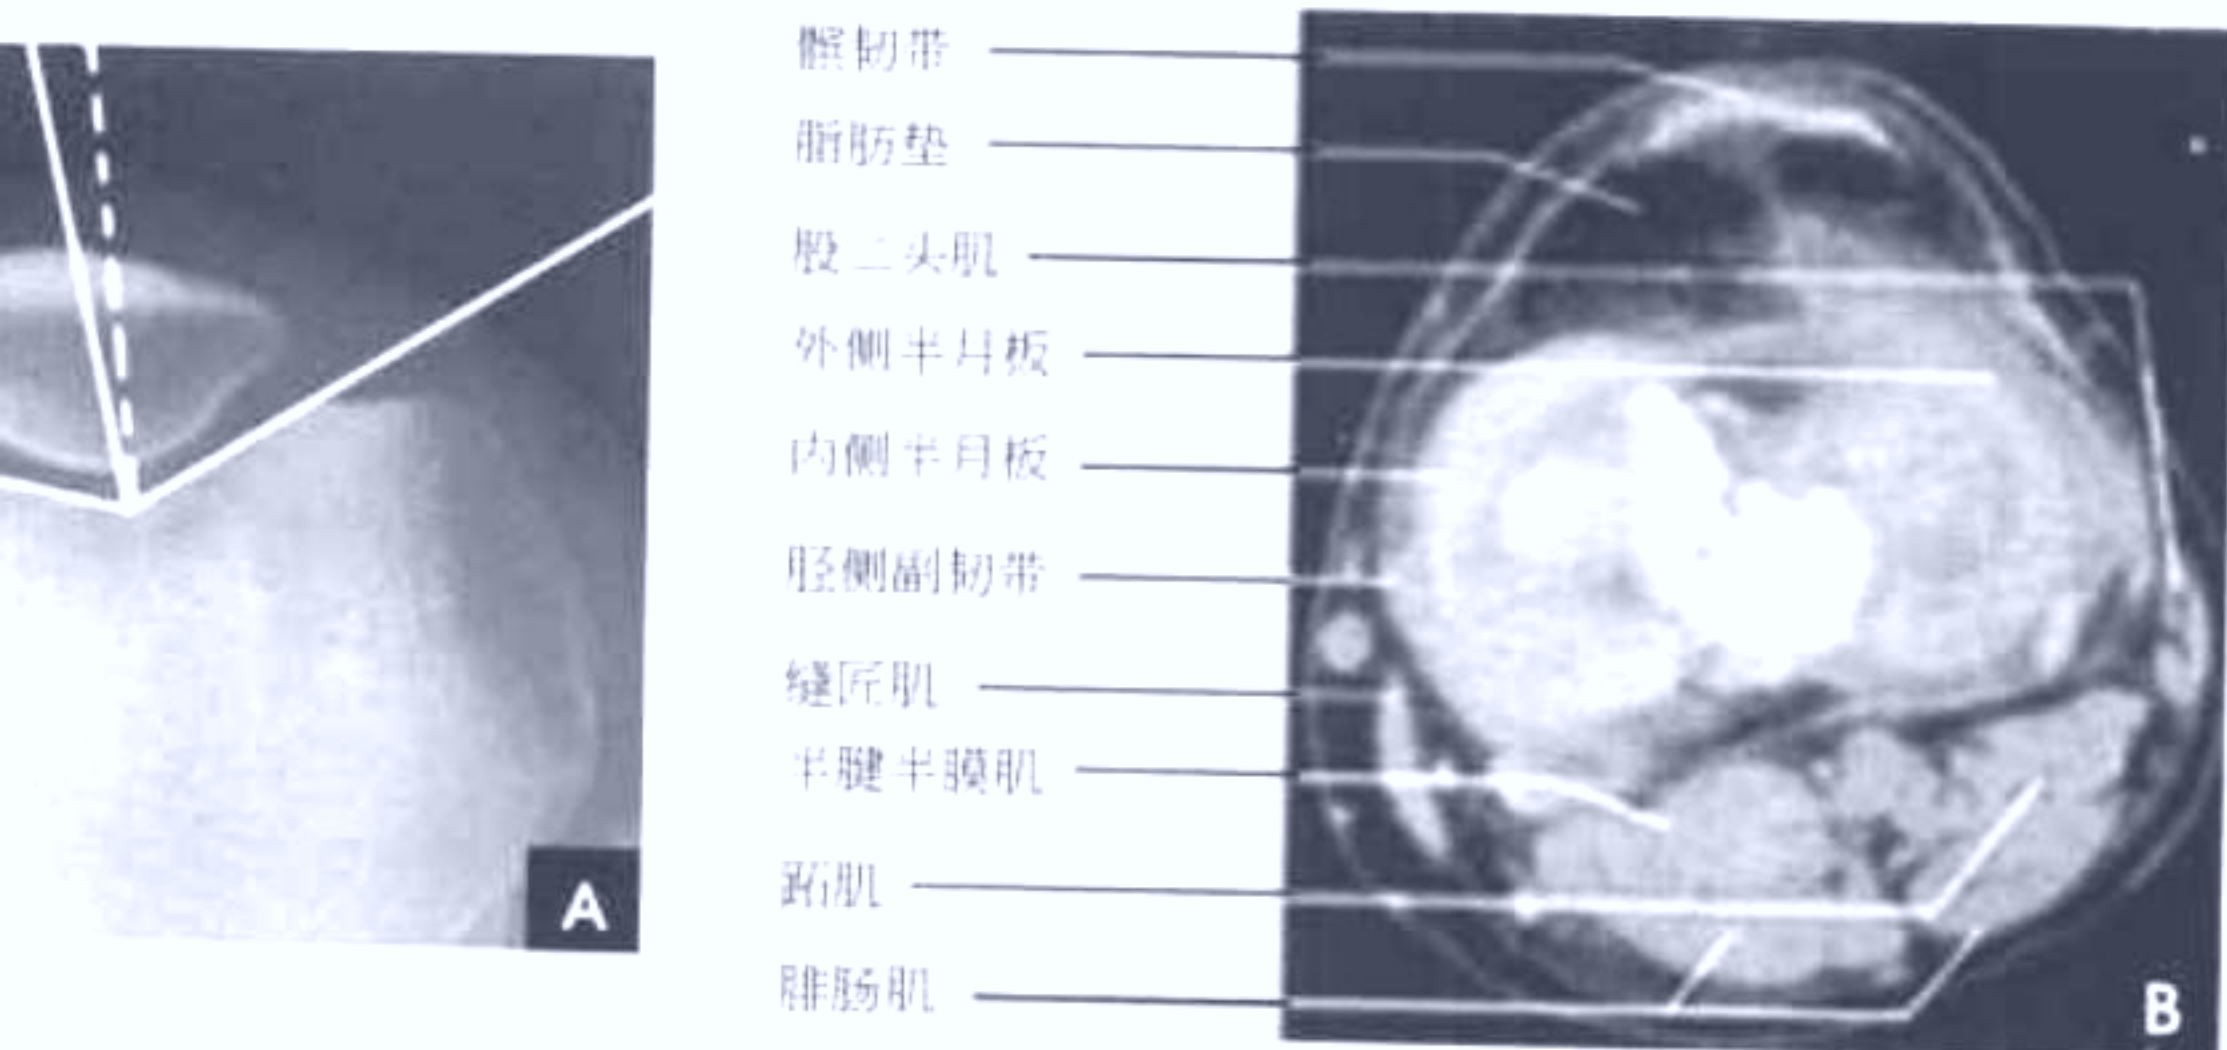 髌韧带
脂肪垫
股二头肌
外侧半月板
内侧半月板
胫侧副韧带
缝匠肌
半腱半膜肌
跖肌
腓肠肌
A
B